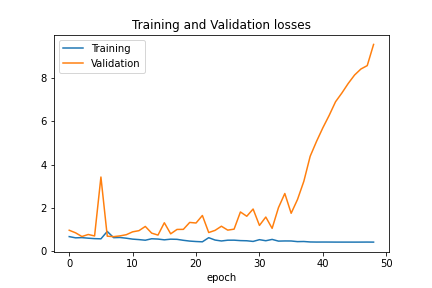 Training and Validation losses
Training
Validation
8
6
4
2
0
0 10 20 30 40 50
epoch